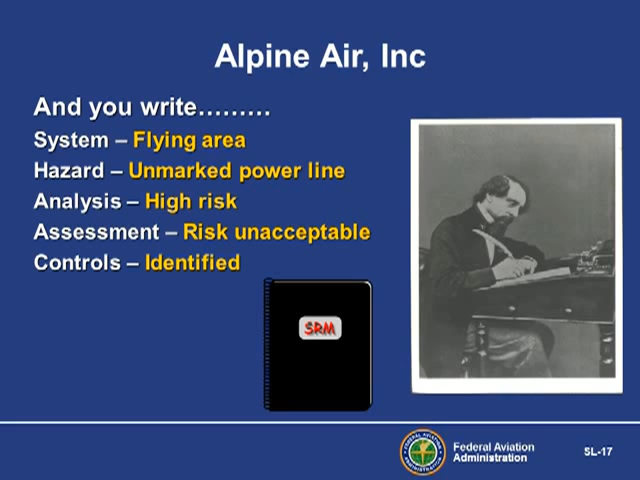 Alpine Air, Inc
And you write………
System – Flying area
Hazard – Unmarked power line
Analysis – High risk
Assessment – Risk unacceptable
Controls – Identified
SRM
Federal Aviation
Administration
SL-17